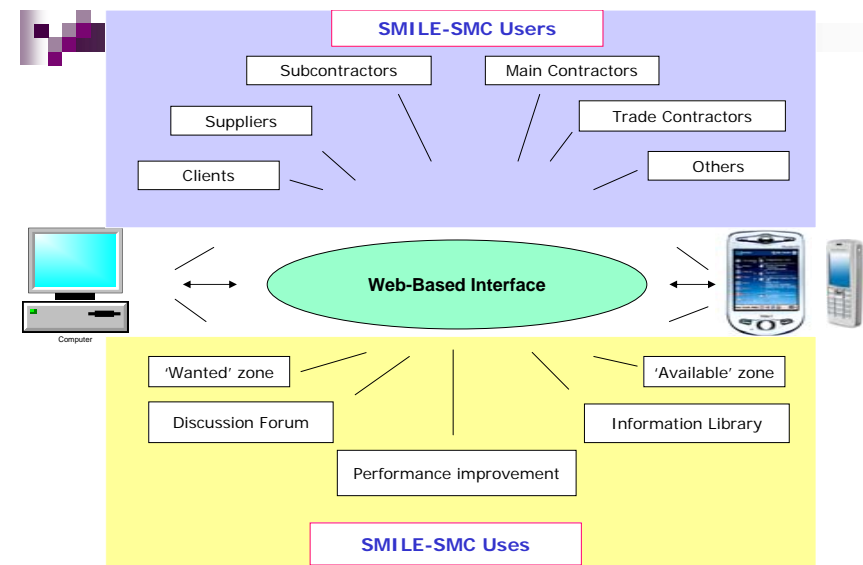 SMILE-SMC Users
Subcontractors
Main Contractors
Suppliers
Trade Contractors
Clients
Others
Web-Based Interface
Computer
'Wanted' zone
'Available' zone
Discussion Forum
Information Library
Performance improvement
SMILE-SMC Uses